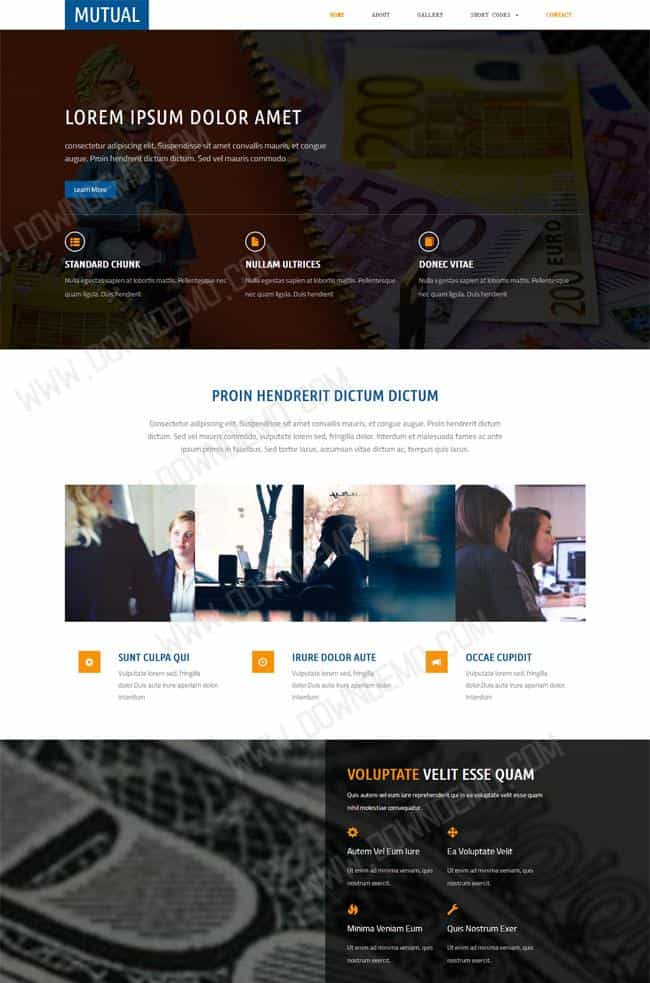 MUTUAL
HOME ABOUT GALLERY SHORT CODES CONTACT
LOREM IPSUM DOLOR AMET
consectetur adipiscing elit. Suspendisse sit amet convallis mauris, et congue
augue. Proin hendrerit dictum dictum. Sed vel mauris commodo
Learn More
STANDARD CHUNK
Nulla egestas sapien at lobortis mattis. Pellentesque nec
quam ligula. Duis hendrerit
NULLAM ULTRICES
Nulla egestas sapien at lobortis mattis. Pellentesque
nec quam ligula. Duis hendrerit
DONEC VITAE
Nulla egestas sapien at lobortis mattis. Pellentesque
nec quam ligula. Duis hendrerit
200
500
200 EURO
PROIN HENDRERIT DICTUM DICTUM
Consectetur adipiscing elit. Suspendisse sit amet convallis mauris, et congue augue. Proin hendrerit dictum
dictum. Sed vel mauris commodo, vulputate lorem sed, fringilla dolor. Interdum et malesuada fames ac ante
ipsum primis in faucibus. Sed tortor lacus, accumsan vitae dictum ac, tempus quis lacus.
SUNT CULPA QUI
Vulputate lorem sed, fringilla
dolor.Duis aute irure aperiam dolor
Interdum
IRURE DOLOR AUTE
Vulputate lorem sed, fringilla
dolor.Duis aute irure aperiam dolor
Interdum
OCCAE CUPIDIT
Vulputate lorem sed, fringilla
dolor.Duis aute irure aperiam dolor
Interdum
VOLUPTATE VELIT ESSE QUAM
Quis autem vel eum iure reprehenderit qui in ea voluptate velit esse quam
nihil molestiae consequatur.
Autem Vel Eum Iure
Ut enim ad minima veniam, quis
nostrum exercit.
Ea Voluptate Velit
Ut enim ad minima veniam, quis
nostrum exercit.
Minima Veniam Eum
Ut enim ad minima veniam, quis
nostrum exercit.
Quis Nostrum Exer
Ut enim ad minima veniam, quis
nostrum exercit.
WWW.DOWNDEMO.COM
WWW.DOWNDEMO.COM
WWW.DOWNDEMO.COM